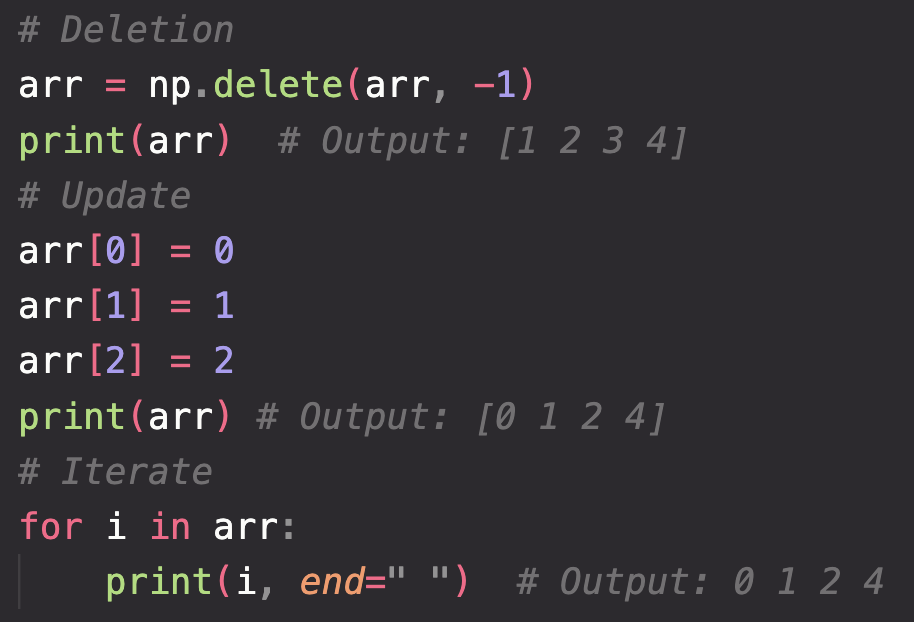 # Deletion
arr = np.delete(arr, -1)
print(arr)  # Output: [1 2 3 4]
# Update
arr[0] = 0
arr[1] = 1
arr[2] = 2
print(arr) # Output: [0 1 2 4]
# Iterate
for i in arr:
    print(i, end=" ")  # Output: 0 1 2 4